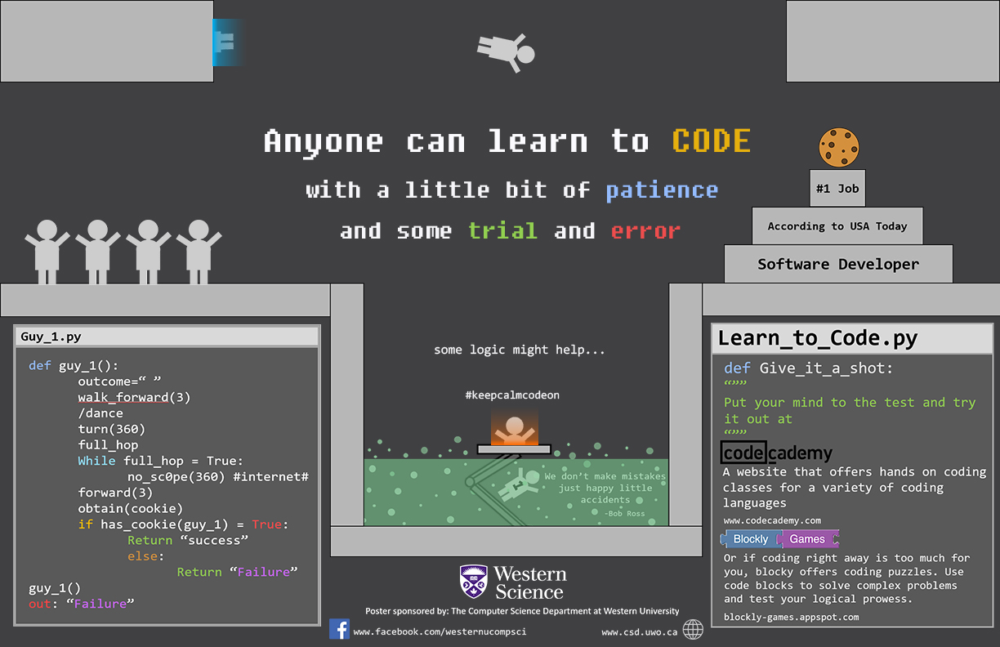 Anyone can learn to CODE
with a little bit of patience
and some trial and error
#1 Job
According to USA Today
Software Developer
Guy_1.py
def guy_1():
outcome=“ ”
walk_forward(3)
/dance
turn(360)
full_hop
While full_hop = True:
no_sc0pe(360) #internet#
forward(3)
obtain(cookie)
if has_cookie(guy_1) = True:
Return “success”
else:
Return “Failure”
guy_1()
out: “Failure”
some logic might help...
#keepcalmcodeon
We don’t make mistakes
just happy little
accidents
-Bob Ross
Learn_to_Code.py
def Give_it_a_shot:
“””
Put your mind to the test and try
it out at
“””
codecademy
A website that offers hands on coding
classes for a variety of coding
languages
www.codecademy.com
Blockly Games
Or if coding right away is too much for
you, blocky offers coding puzzles. Use
code blocks to solve complex problems
and test your logical prowess.
blockly-games.appspot.com
Western
Science
Poster sponsored by: The Computer Science Department at Western University
f www.facebook.com/westernucompsci
www.csd.uwo.ca